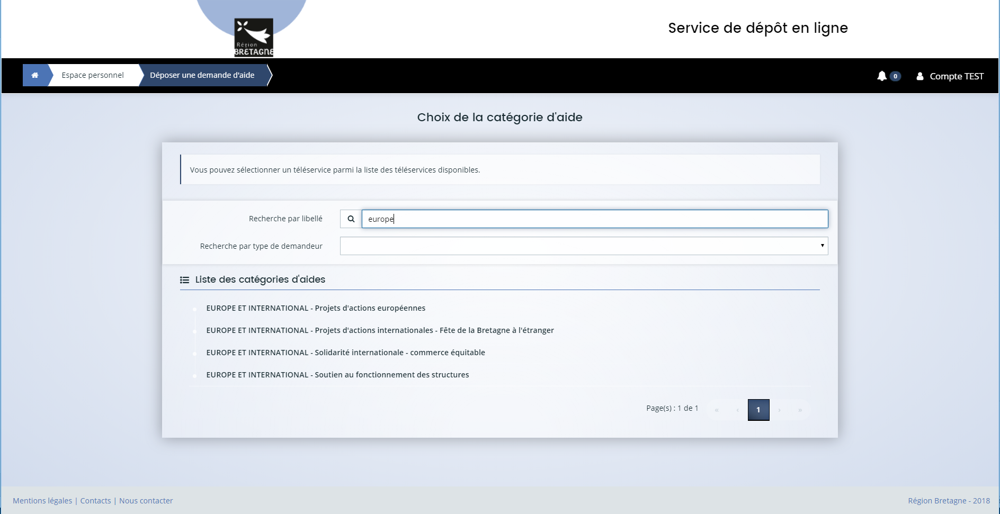 Région
BRETAGNE
Service de dépôt en ligne
Espace personnel
Déposer une demande d'aide
0
Compte TEST
Choix de la catégorie d'aide
Vous pouvez sélectionner un téléservice parmi la liste des téléservices disponibles.
Recherche par libellé
europe
Recherche par type de demandeur
Liste des catégories d'aides
EUROPE ET INTERNATIONAL - Projets d'actions européennes
EUROPE ET INTERNATIONAL - Projets d'actions internationales - Fête de la Bretagne à l'étranger
EUROPE ET INTERNATIONAL - Solidarité internationale - commerce équitable
EUROPE ET INTERNATIONAL - Soutien au fonctionnement des structures
Page(s) : 1 de 1 « ‹ 1 › »
Mentions légales | Contacts | Nous contacter
Région Bretagne - 2018